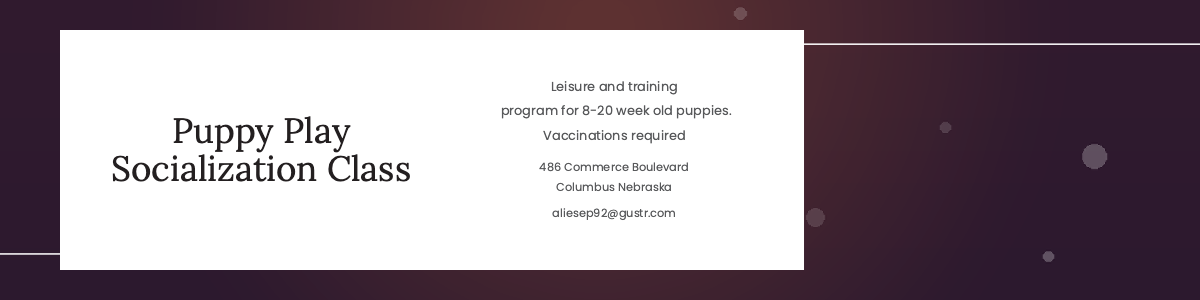 Puppy Play
Socialization Class
Leisure and training
program for 8-20 week old puppies.
Vaccinations required
486 Commerce Boulevard
Columbus Nebraska
aliesep92@gustr.com